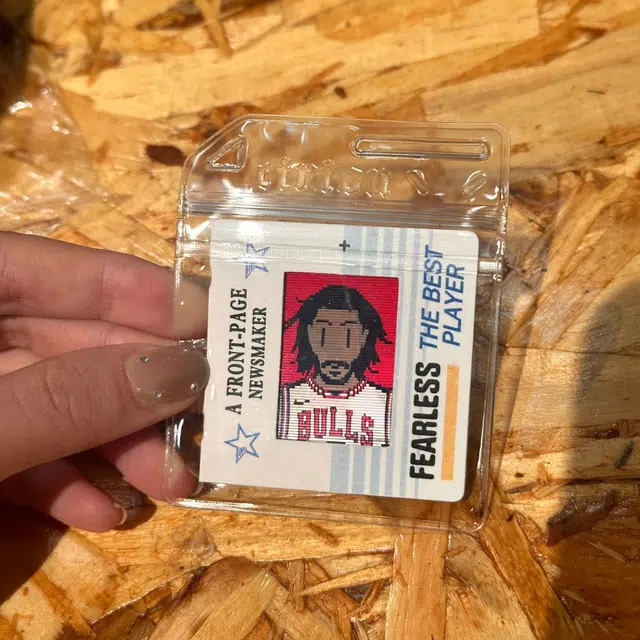 A FRONT-PAGE
NEWSMAKER
BULLS
FEARLESS
THE BEST
PLAYER